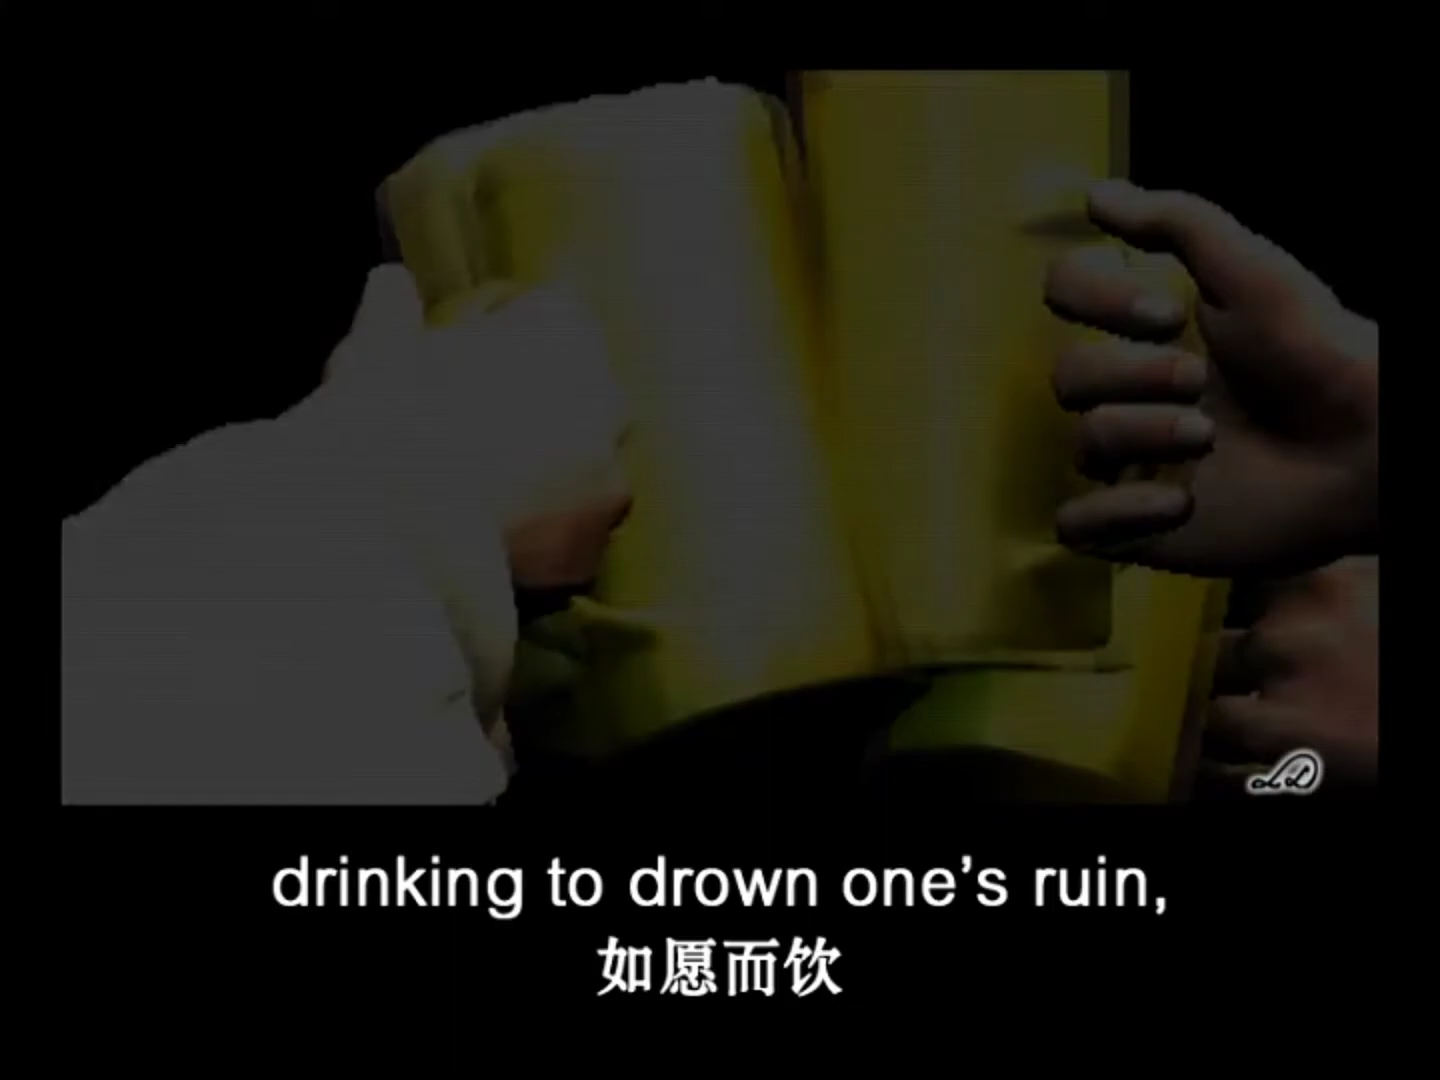 drinking to drown one’s ruin,
如愿而饮